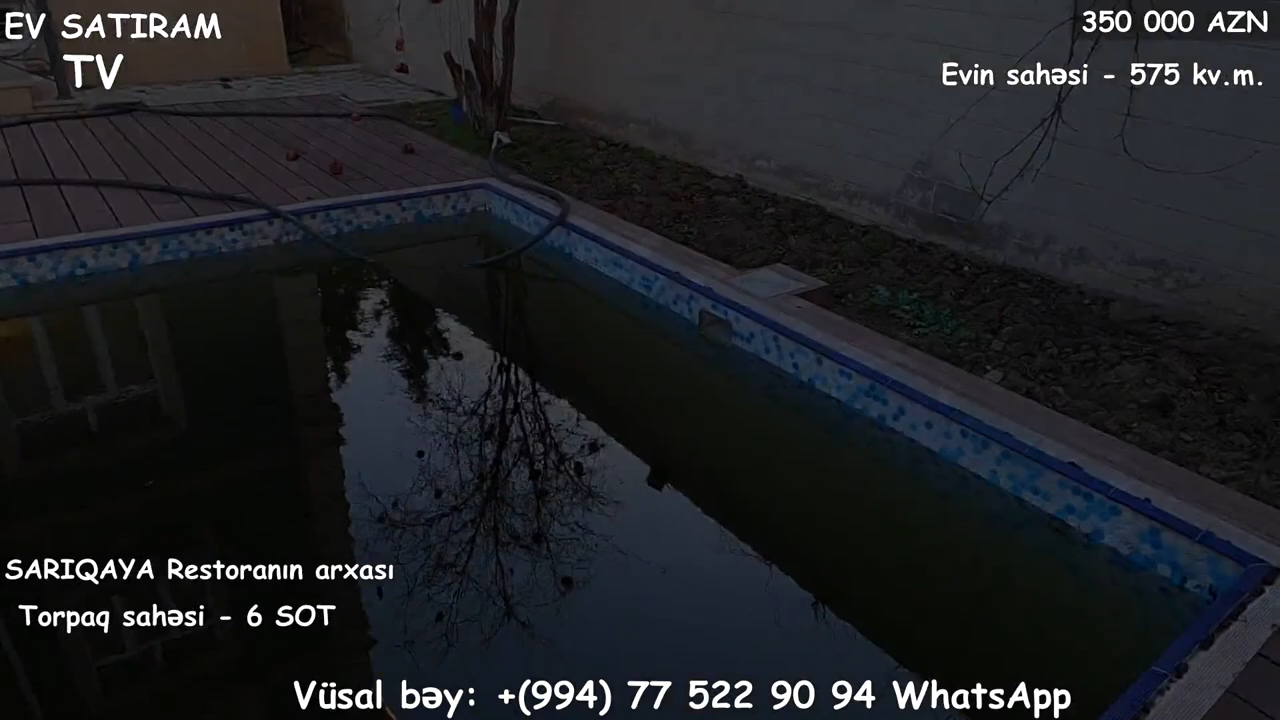 EV SATIRAM
TV
350 000 AZN
Evin sahəsi - 575 kv.m.
SARIQAYA Restoranın arxası
Torpaq sahəsi - 6 SOT
Vüsal bəy: +(994) 77 522 90 94 WhatsApp